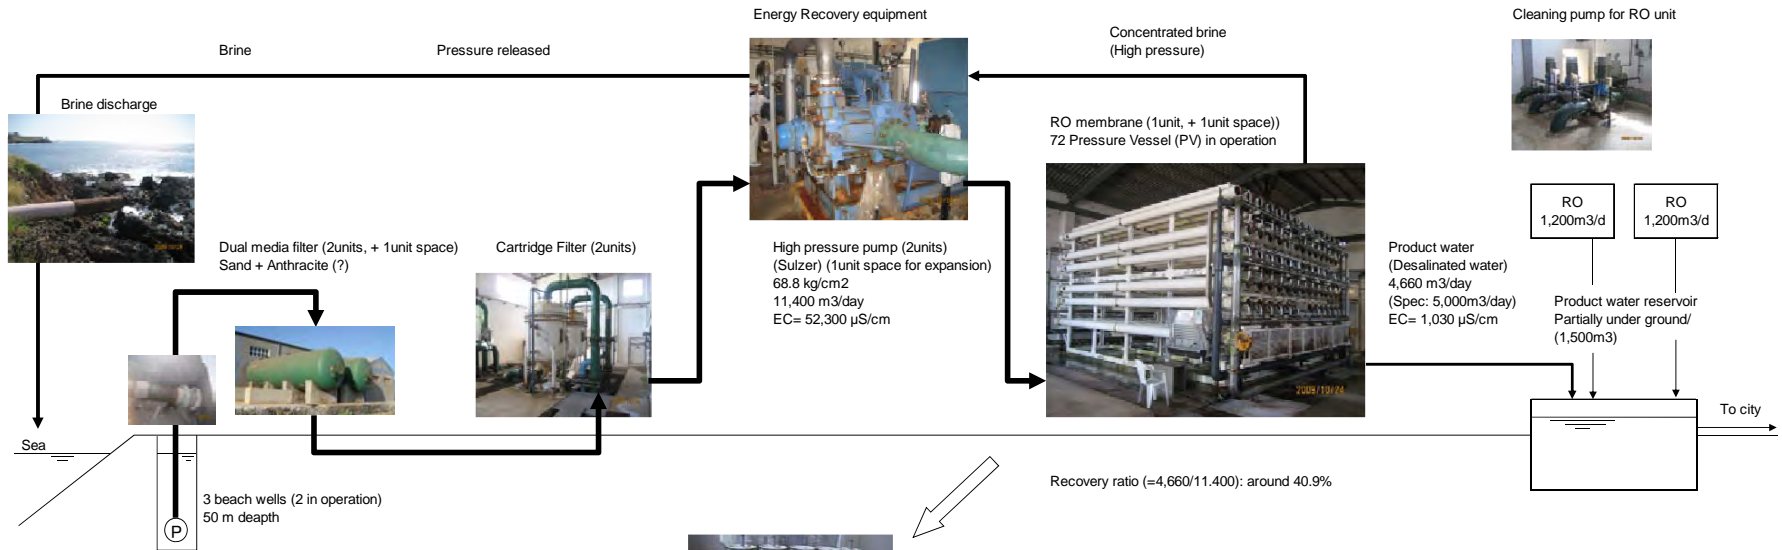 Energy Recovery equipment
Cleaning pump for RO unit
Brine
Pressure released
Concentrated brine
(High pressure)
Brine discharge
RO membrane (1unit, + 1unit space))
72 Pressure Vessel (PV) in operation
RO
1,200m3/d
RO
1,200m3/d
Dual media filter (2units, + 1unit space)
Sand + Anthracite (?)
Cartridge Filter (2units)
High pressure pump (2units)
(Sulzer) (1unit space for expansion)
68.8 kg/cm2
11,400 m3/day
EC= 52,300 µS/cm
Product water
(Desalinated water)
4,660 m3/day
(Spec: 5,000m3/day)
EC= 1,030 µS/cm
Product water reservoir
Partially under ground/
(1,500m3)
2009/10/24
To city
Sea
Recovery ratio (=4,660/11.400): around 40.9%
3 beach wells (2 in operation)
50 m deapth
P